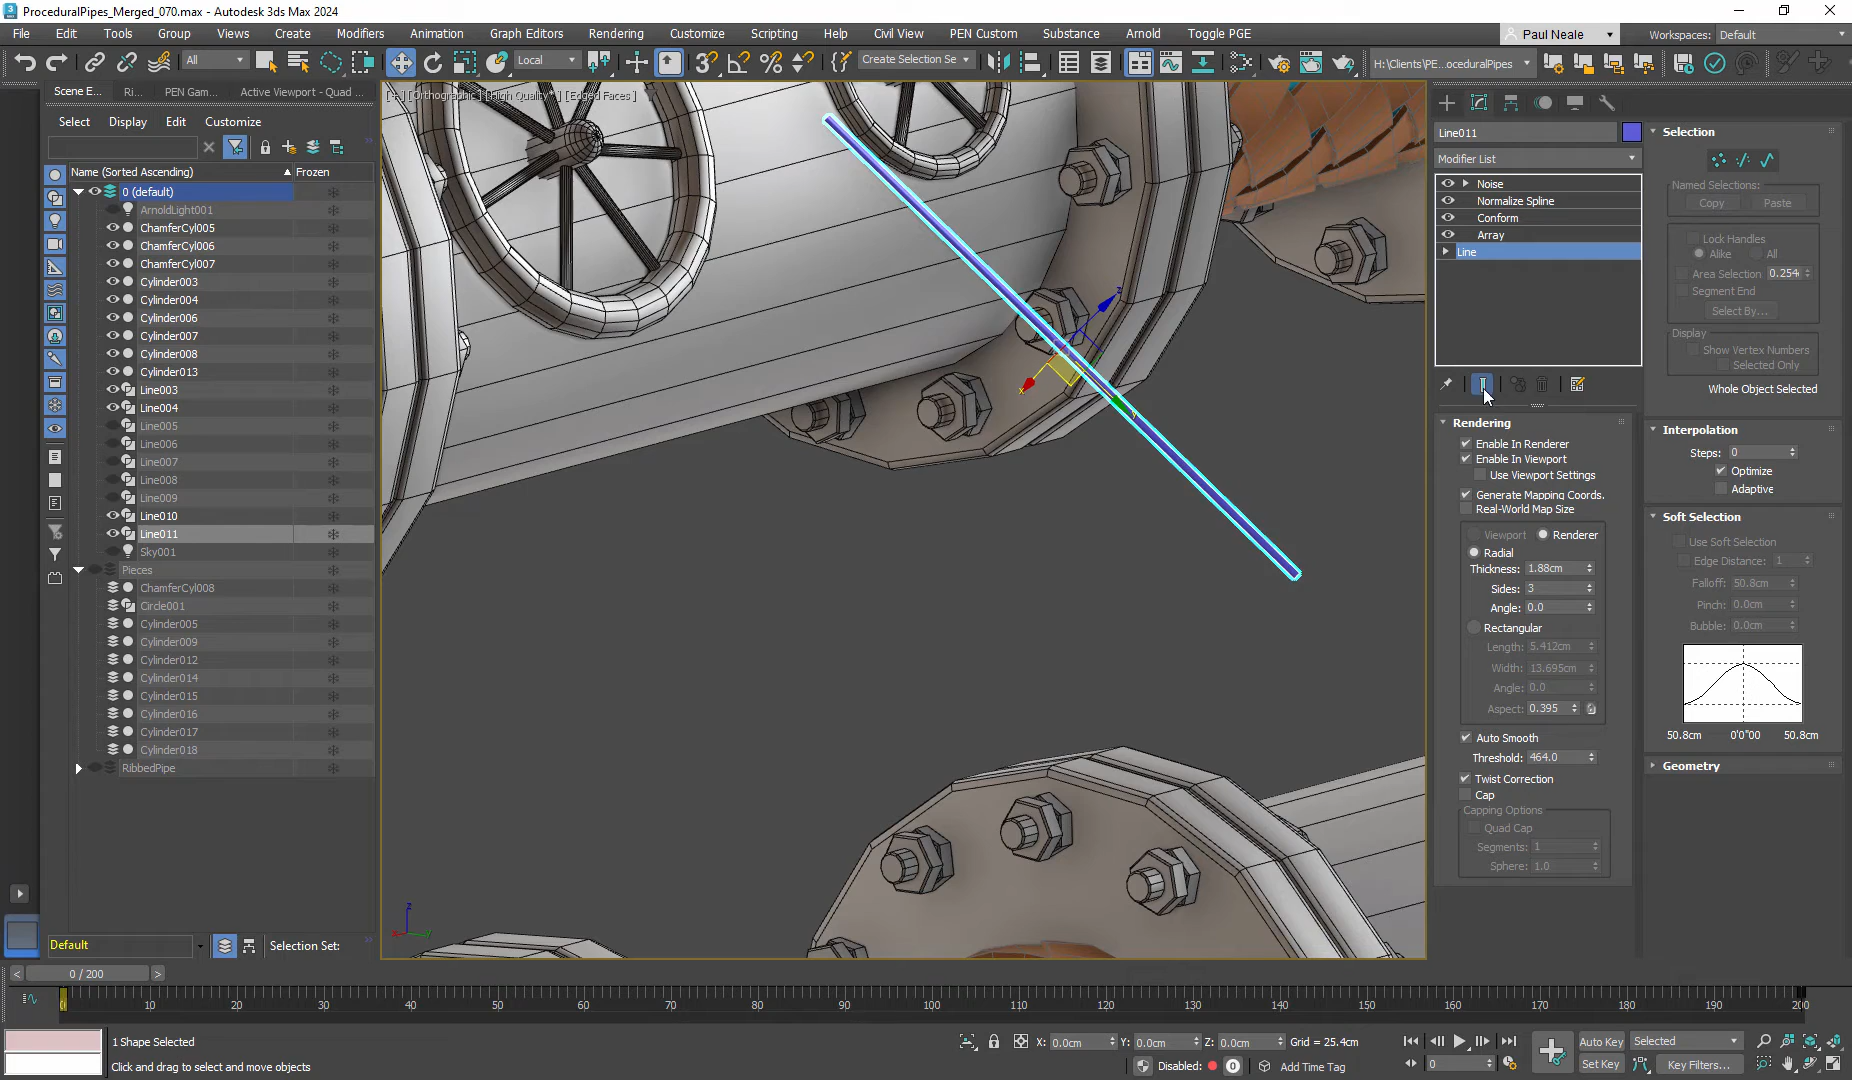 ProceduralPipes_Merged_070.max - Autodesk 3ds Max 2024
File Edit Tools Group Views Create Modifiers Animation Graph Editors Rendering Customize Scripting Help Civil View PEN Custom Substance Arnold Toggle PGE Paul Neale Workspaces: Default
All Local Create Selection Se H:\Clients\PE...oceduralPipes
Scene E... Ri... PEN Gam... Active Viewport - Quad ...
Select Display Edit Customize
Name (Sorted Ascending) Frozen
0 (default)
ArnoldLight001
ChamferCyl005
ChamferCyl006
ChamferCyl007
Cylinder003
Cylinder004
Cylinder006
Cylinder007
Cylinder008
Cylinder013
Line003
Line004
Line005
Line006
Line007
Line008
Line009
Line010
Line011
Sky001
Pieces
ChamferCyl008
Circle001
Cylinder005
Cylinder009
Cylinder012
Cylinder014
Cylinder015
Cylinder016
Cylinder017
Cylinder018
RibbedPipe
Default Selection Set:
[+] [Orthographic] [High Quality*] [Edged Faces]
z
x
y
z
Line011
Modifier List
Noise
Normalize Spline
Conform
Array
Line
Rendering
Enable In Renderer
Enable In Viewport
Use Viewport Settings
Generate Mapping Coords.
Real-World Map Size
Viewport Renderer
Radial
Thickness: 1.88cm
Sides: 3
Angle: 0.0
Rectangular
Length: 5.412cm
Width: 13.695cm
Angle: 0.0
Aspect: 0.395
Auto Smooth
Threshold: 464.0
Twist Correction
Cap
Capping Options
Quad Cap
Segments: 1
Sphere: 1.0
Selection
Named Selections:
Copy Paste
Lock Handles
Alike All
Area Selection 0.254
Segment End
Select By...
Display
Show Vertex Numbers
Selected Only
Whole Object Selected
Interpolation
Steps: 0
Optimize
Adaptive
Soft Selection
Use Soft Selection
Edge Distance: 1
Falloff: 50.8cm
Pinch: 0.0cm
Bubble: 0.0cm
50.8cm 0'0"00 50.8cm
Geometry
< 0 / 200 >
10 20 30 40 50 60 70 80 90 100 110 120 130 140 150 160 170 180 190 200
1 Shape Selected
Click and drag to select and move objects
X: 0.0cm Y: 0.0cm Z: 0.0cm Grid = 25.4cm
Disabled: 0 Add Time Tag
0
Auto Key Selected
Set Key Key Filters...